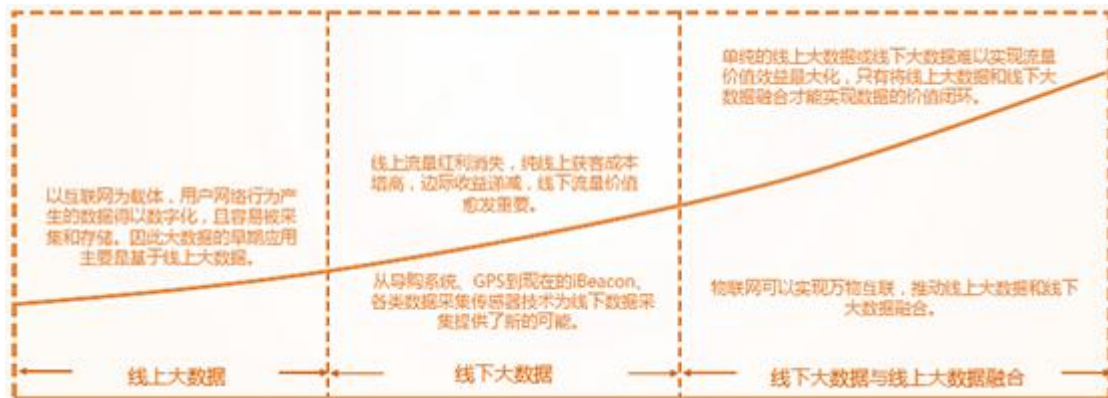 以互联网为载体，用户网络行为产
生的数据得以数字化，且容易被采
集和存储。因此大数据的早期应用
主要是基于线上大数据。
线上大数据
线上流量红利消失，纯线上获客成本
增高，边际收益递减，线下流量价值
愈发重要。
从导购系统、GPS到现在的iBeacon，
各类数据采集传感器技术为线下数据采
集提供了新的可能。
线下大数据
单纯的线上大数据或线下大数据难以实现流量
价值效益最大化，只有将线上大数据和线下大
数据融合才能实现数据的价值闭环。
物联网可以实现万物互联，推动线上大数据和线下
大数据融合。
线下大数据与线上大数据融合